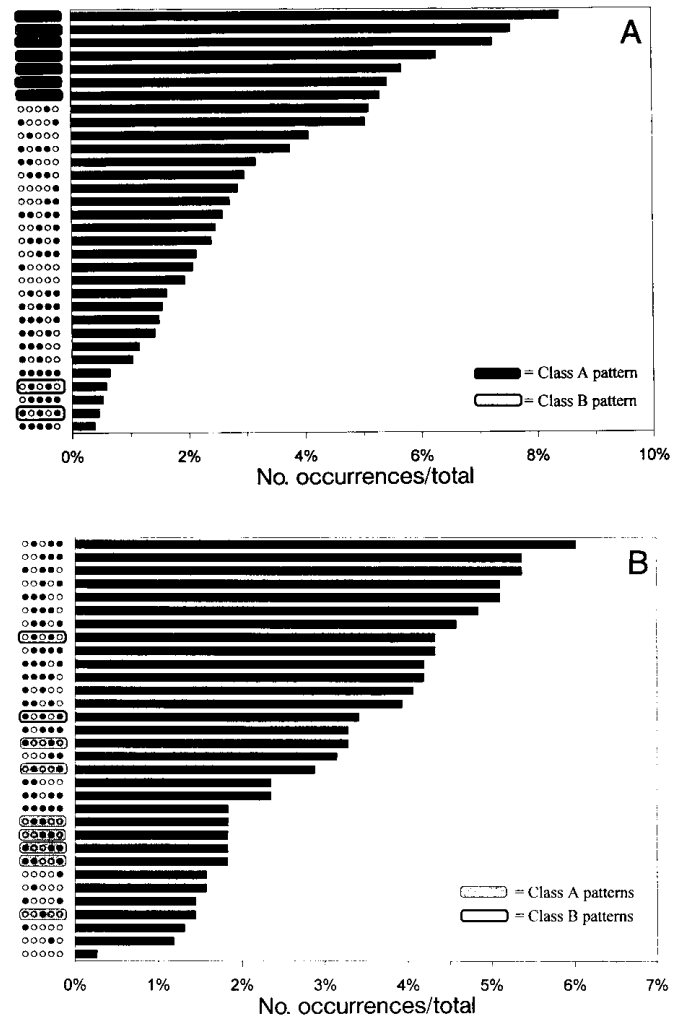 A
= Class A pattern
= Class B pattern
0% 2% 4% 6% 8% 10%
No. occurrences/total
B
= Class A patterns
= Class B patterns
0% 1% 2% 3% 4% 5% 6% 7%
No. occurrences/total